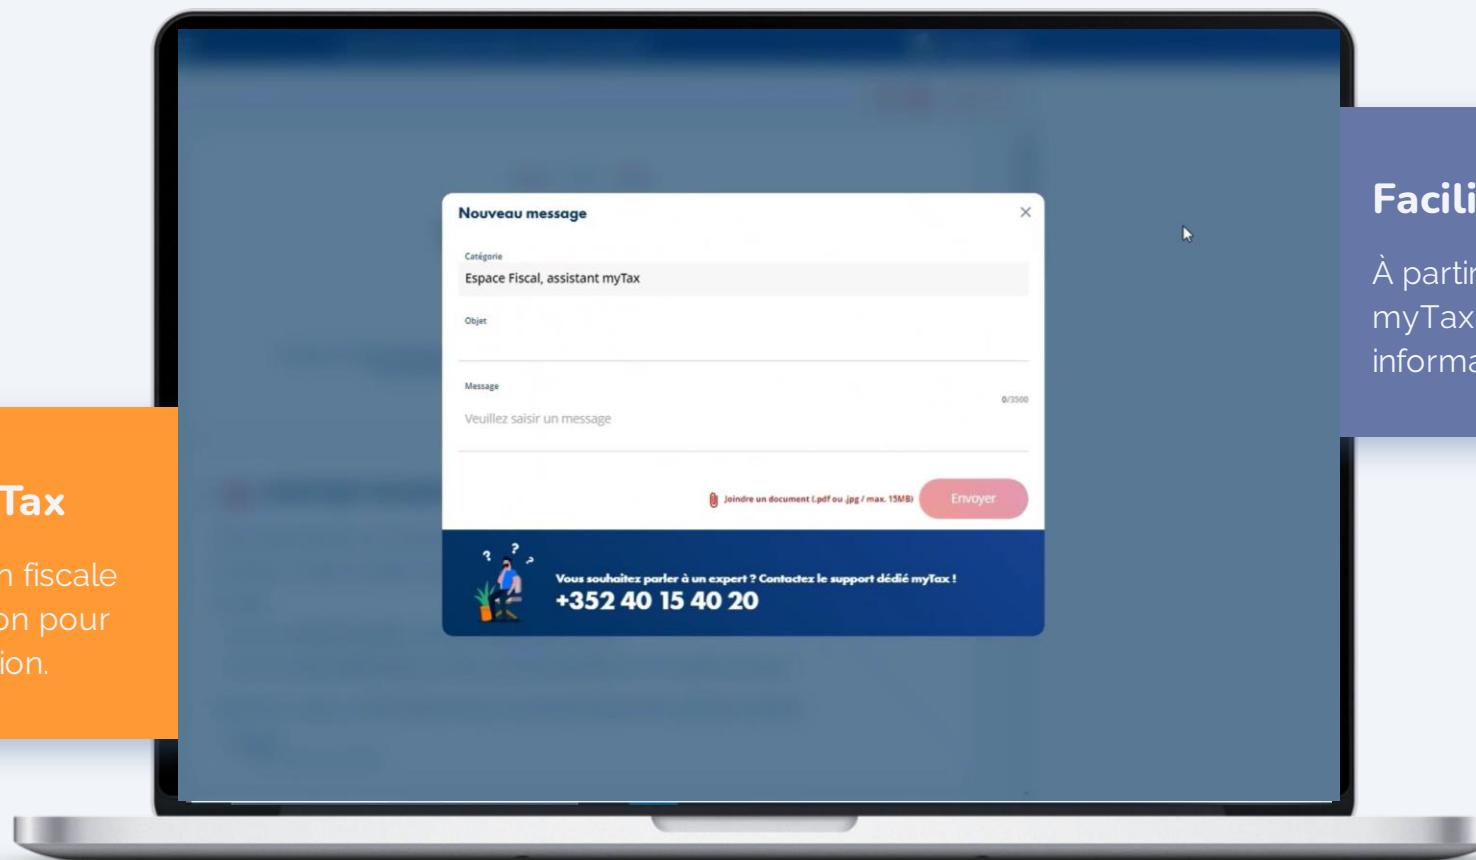 Nouveau message
Catégorie
Espace Fiscal, assistant myTax
Objet
Message
0/3500
Veuillez saisir un message
Joindre un document (.pdf ou .jpg / max. 15MB)
Envoyer
Vous souhaitez parler à un expert ? Contactez le support dédié myTax !
+352 40 15 40 20
Tax
n fiscale
on pour
ion.
Facili
À partir
myTax
informa